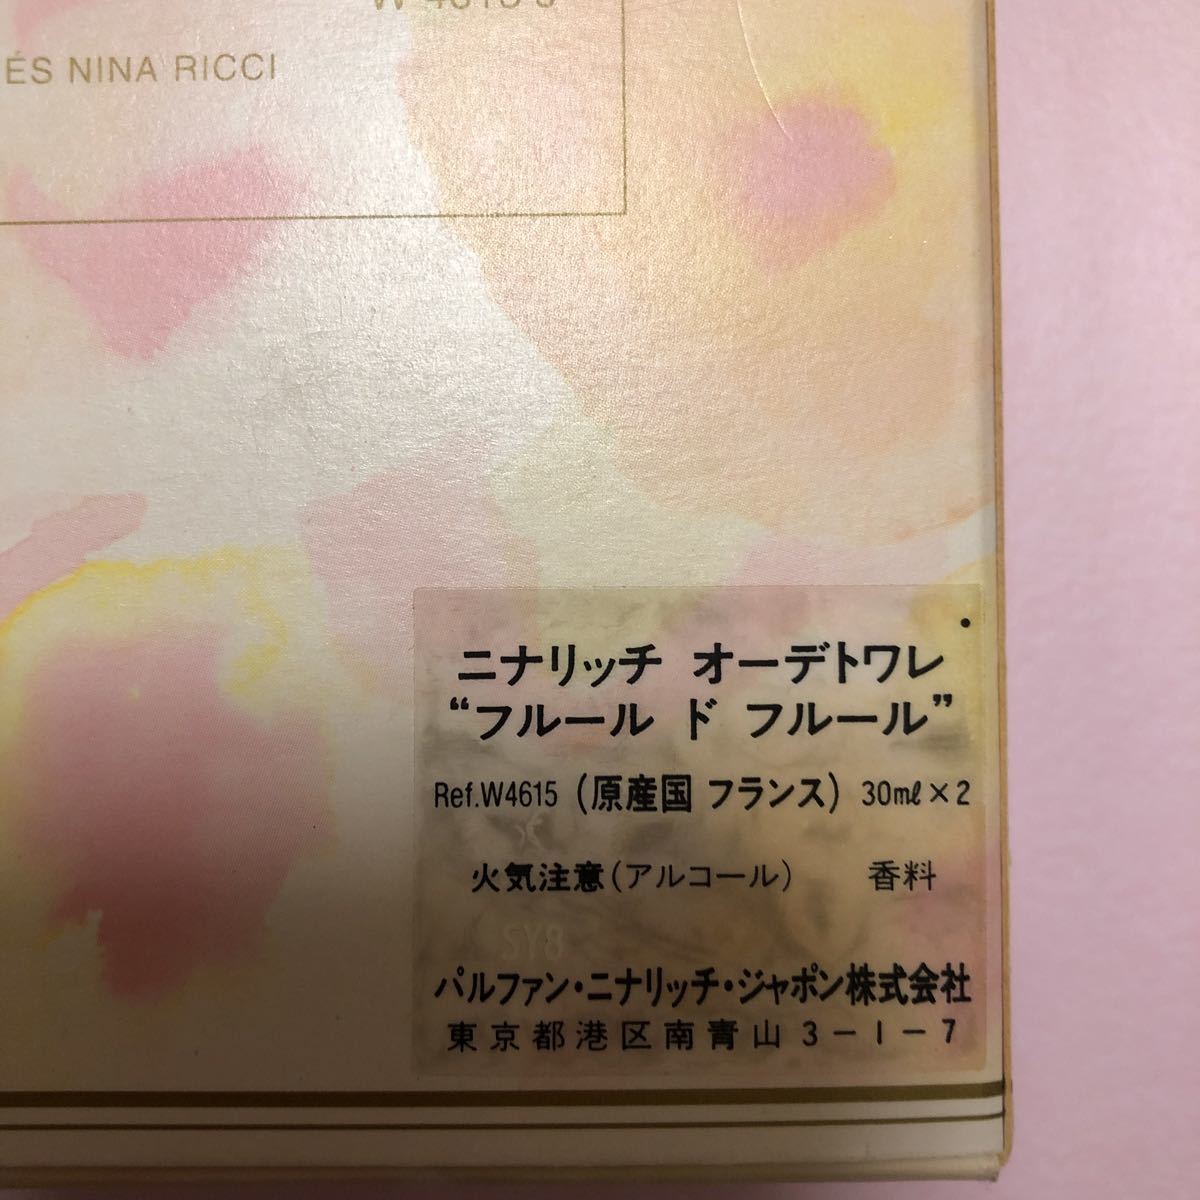 ÉS NINA RICCI
ニナリッチ オーデトワレ
“フルール ド フルール”
Ref.W4615 (原産国 フランス) 30ml×2
火気注意(アルコール) 香料
SY8
パルファン・ニナリッチ・ジャポン株式会社
東京都港区南青山3-1-7